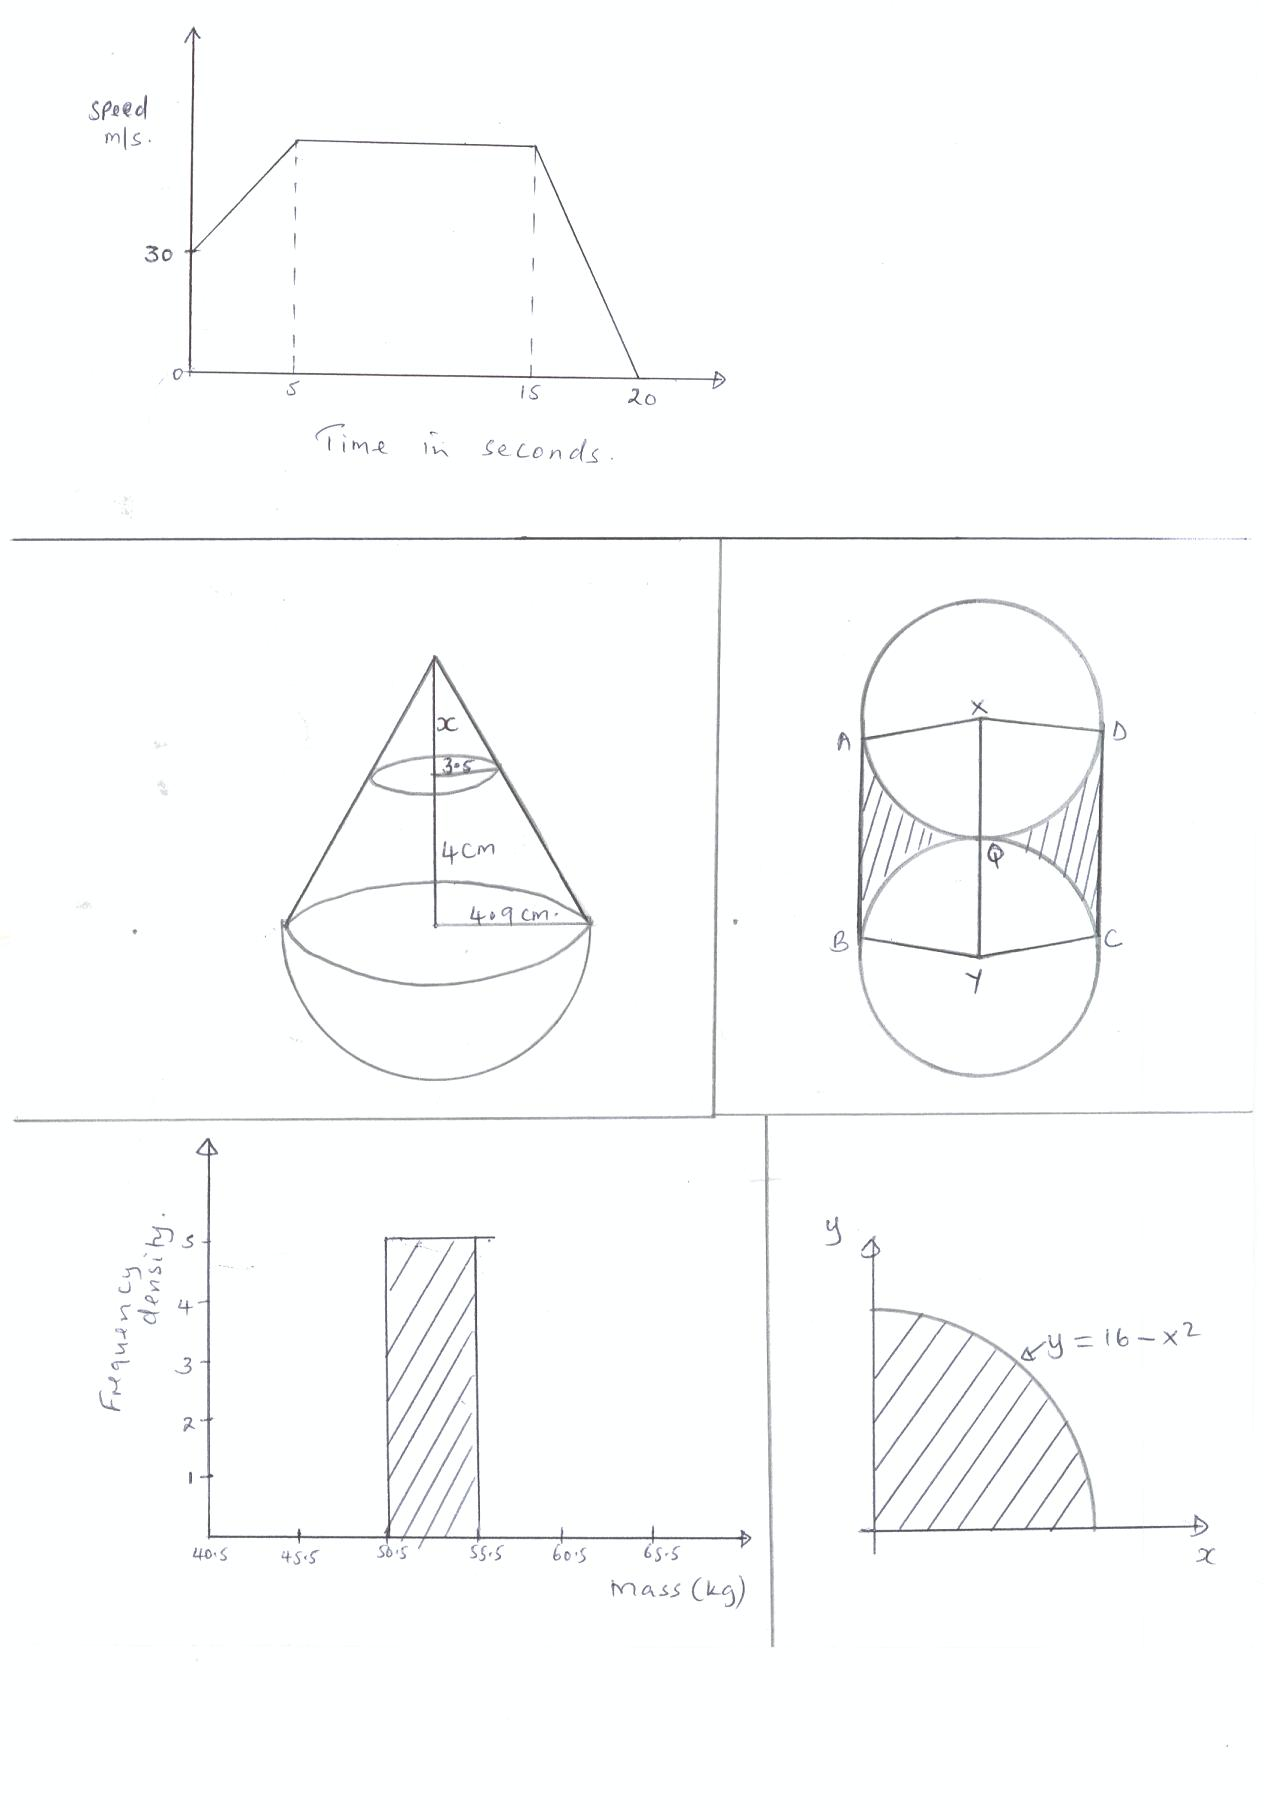 speed
m/s.
30
0
5
15
20
Time in seconds.
x
3.5
4cm
4.9cm.
X
A
D
Q
B
C
Y
Frequency
density.
5
4
3
2
1
40.5
45.5
50.5
55.5
60.5
65.5
Mass (kg)
y
y = 16 - x²
x